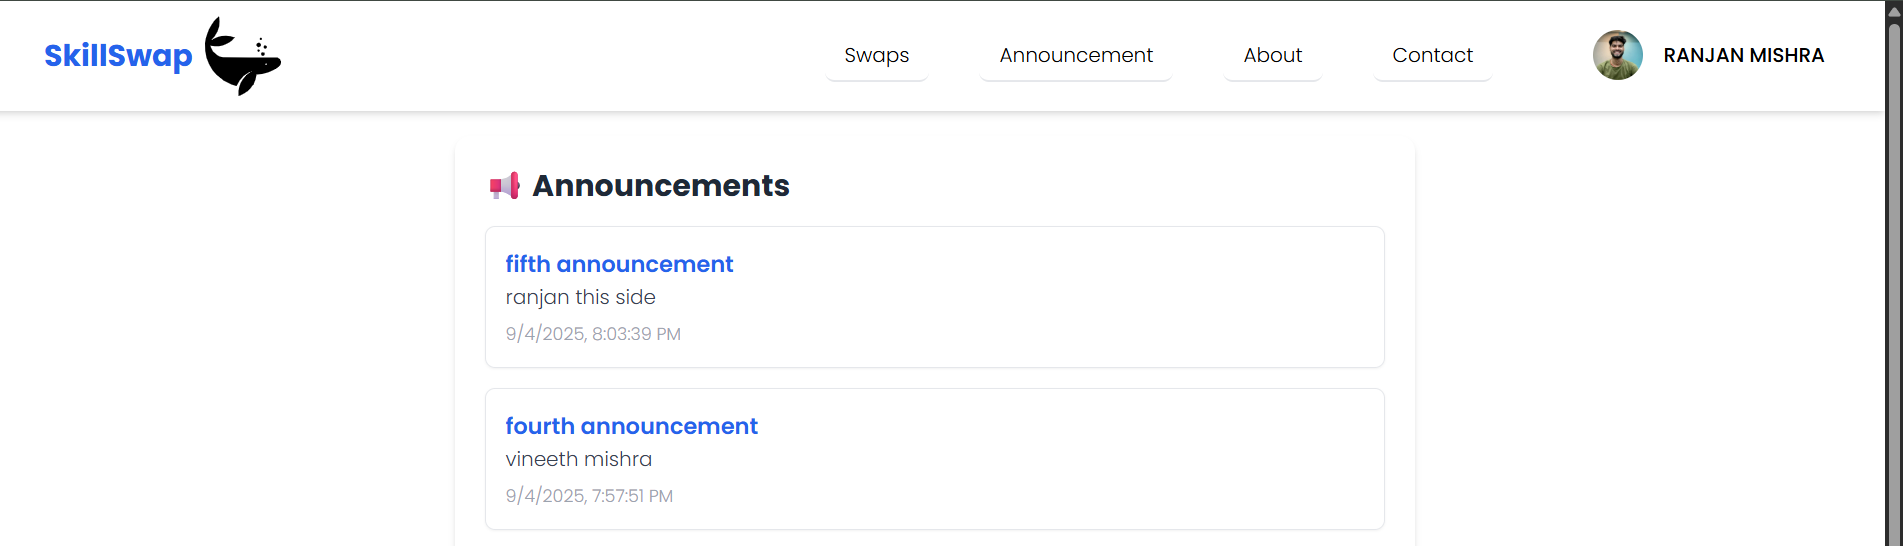 SkillSwap
Swaps
Announcement
About
Contact
RANJAN MISHRA
Announcements
fifth announcement
ranjan this side
9/4/2025, 8:03:39 PM
fourth announcement
vineeth mishra
9/4/2025, 7:57:51 PM